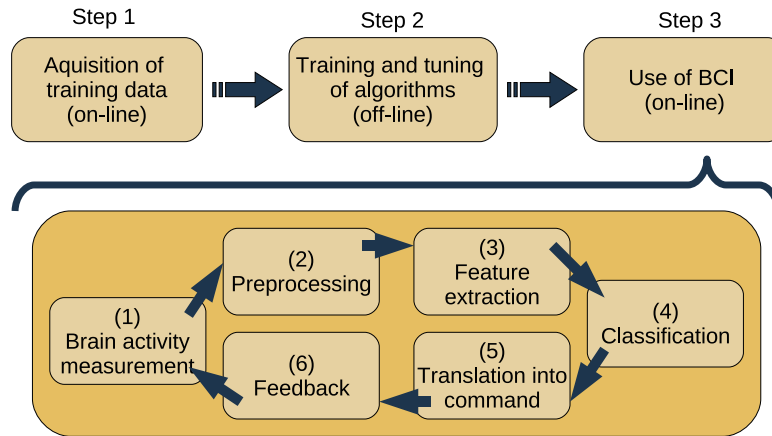 Step 1
Step 2
Step 3
Aquisition of
training data
(on-line)
Training and tuning
of algorithms
(off-line)
Use of BCI
(on-line)
(1)
Brain activity
measurement
(2)
Preprocessing
(3)
Feature
extraction
(4)
Classification
(5)
Translation into
command
(6)
Feedback